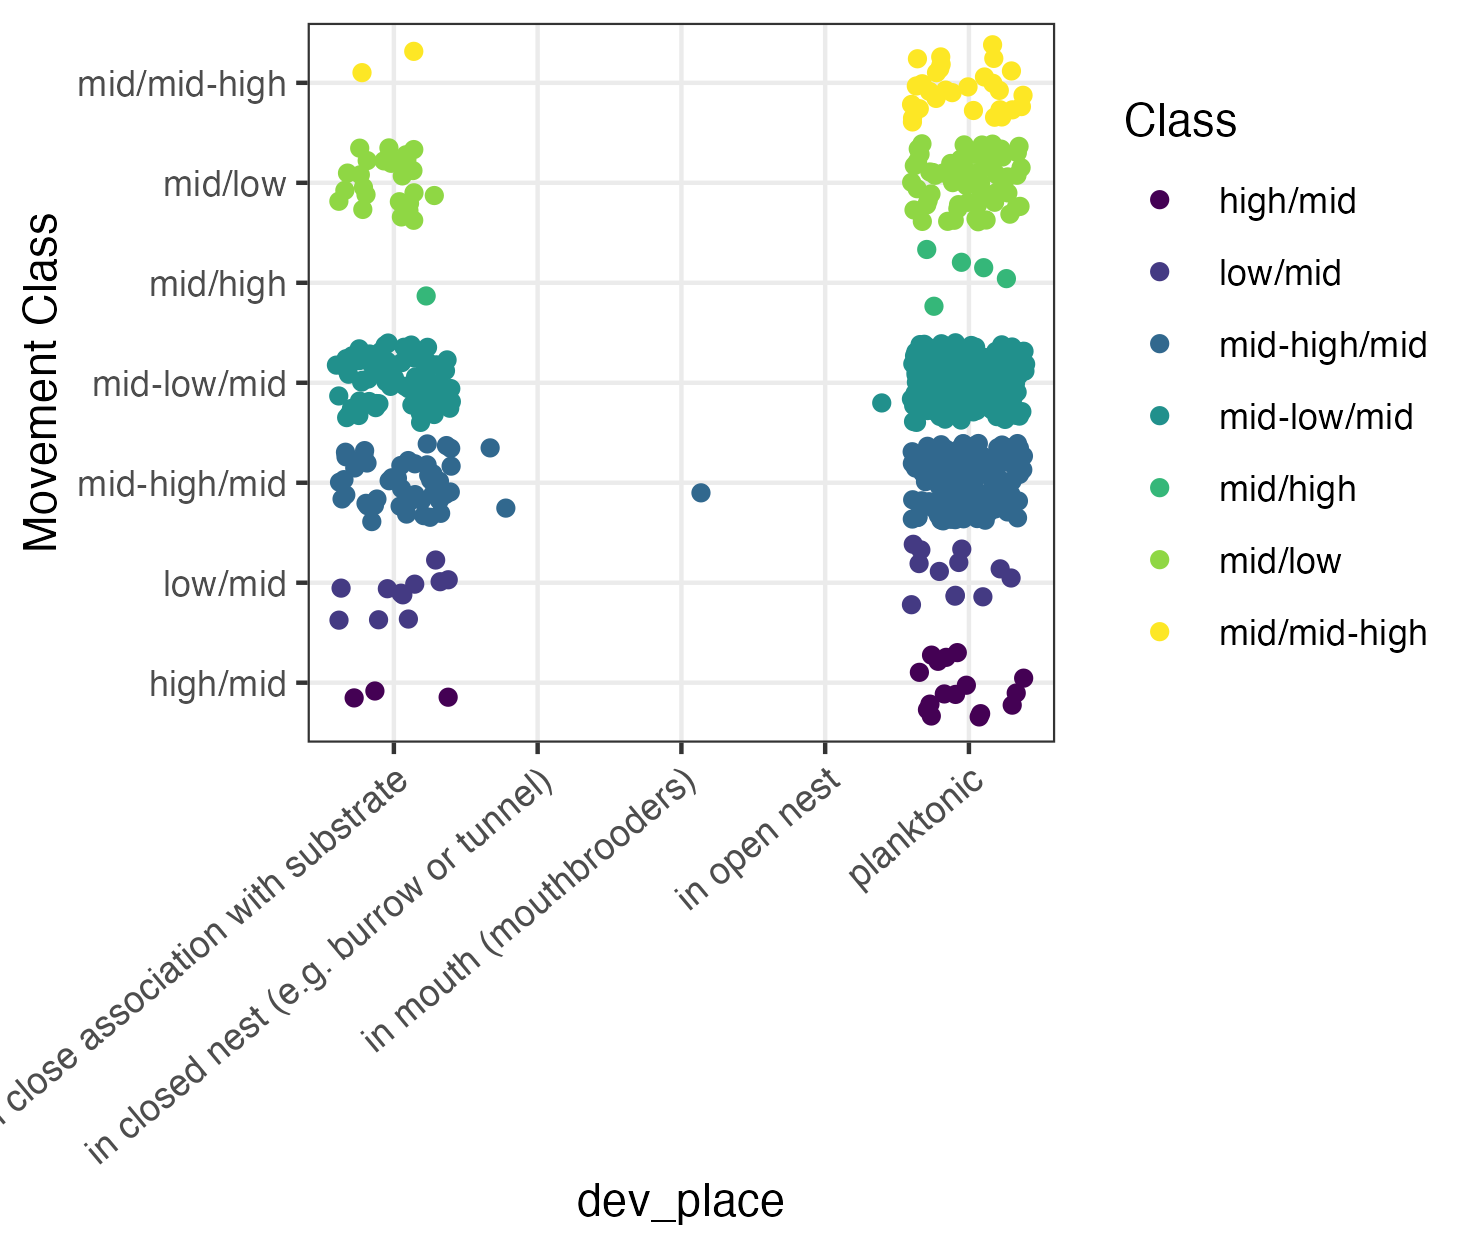 Movement Class
mid/mid-high
mid/low
mid/high
mid-low/mid
mid-high/mid
low/mid
high/mid
close association with substrate
in closed nest (e.g. burrow or tunnel)
in mouth (mouthbrooders)
in open nest
planktonic
dev_place
Class
high/mid
low/mid
mid-high/mid
mid-low/mid
mid/high
mid/low
mid/mid-high